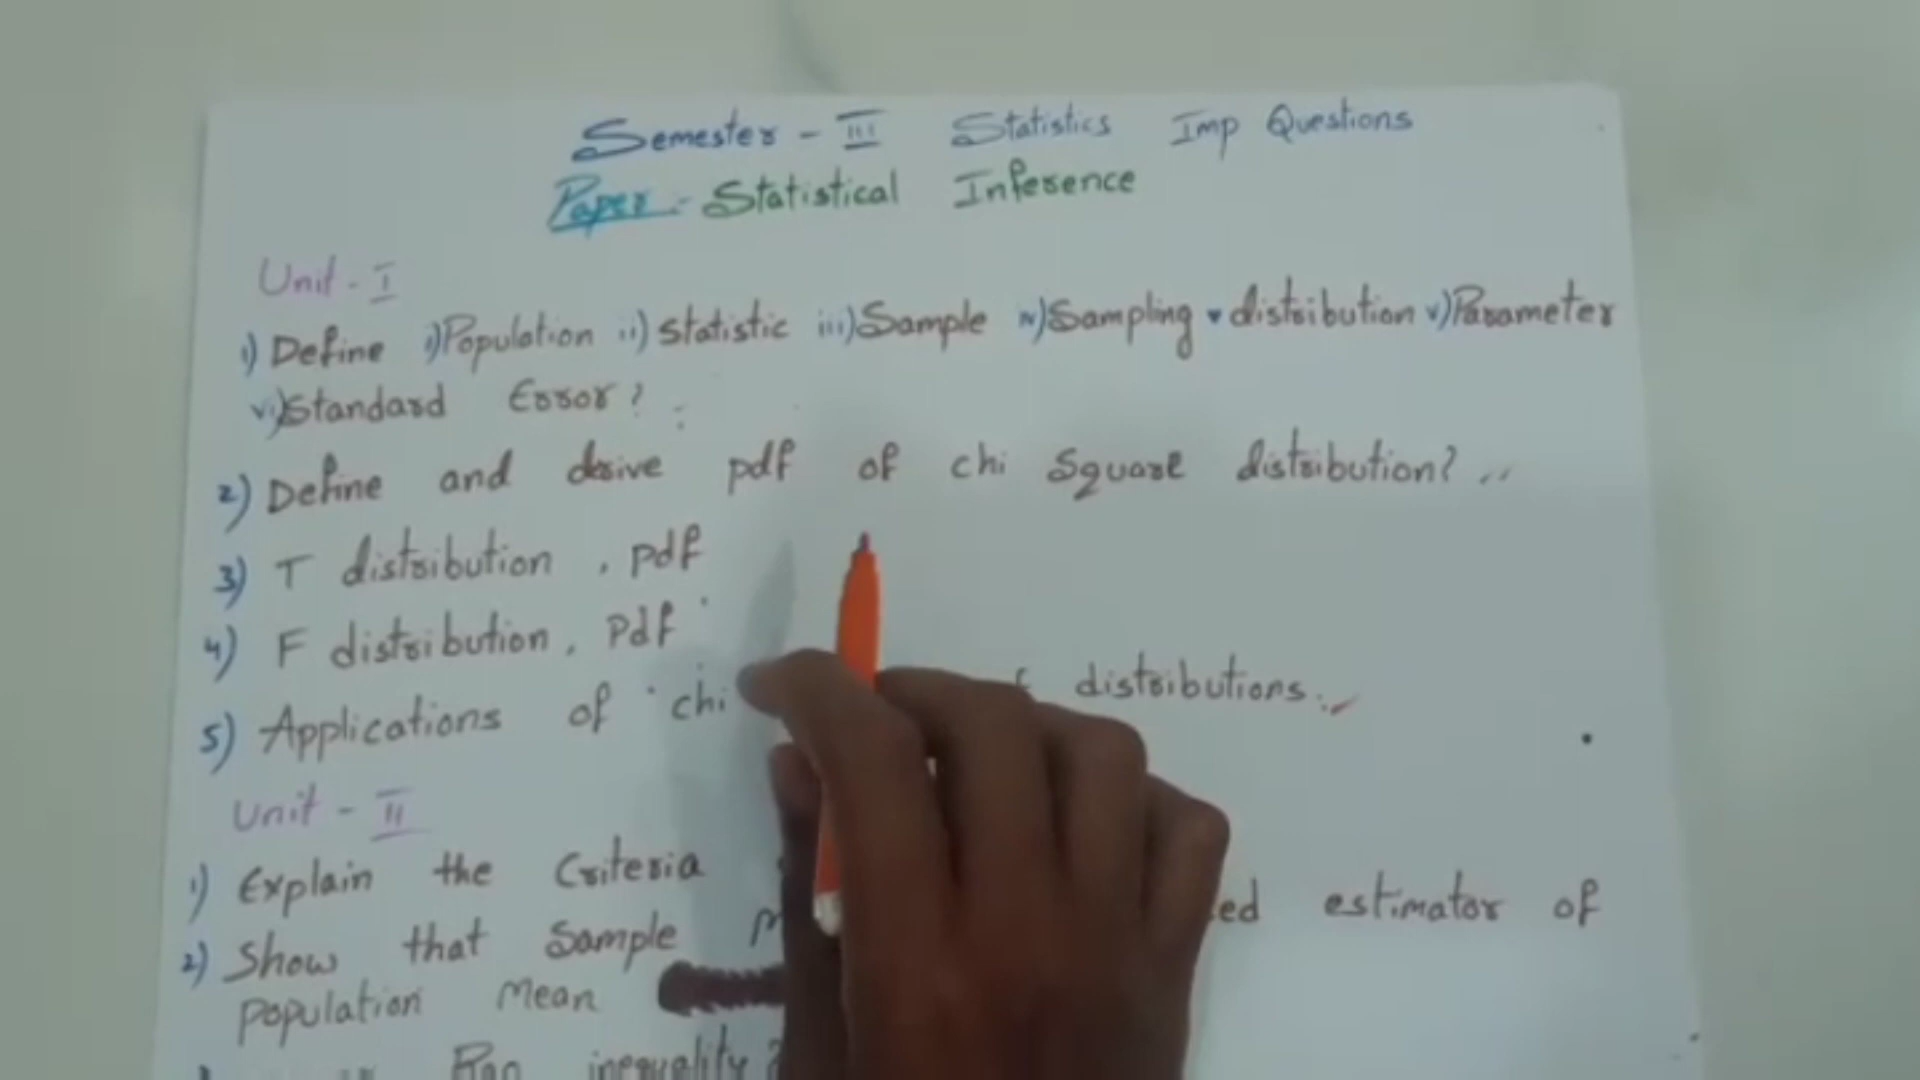 Semester - III Statistics Imp Questions
Paper :- Statistical Inference
Unit - I
1) Define i) Population ii) statistic iii) Sample iv) Sampling distribution v) Parameter
vi) Standard Error?
2) Define and derive pdf of chi square distribution?
3) T distribution, pdf
4) F distribution, Pdf
5) Applications of chi distributions.
Unit - II
1) Explain the Criteria
2) Show that Sample estimator of
population Mean
Rao inequality?